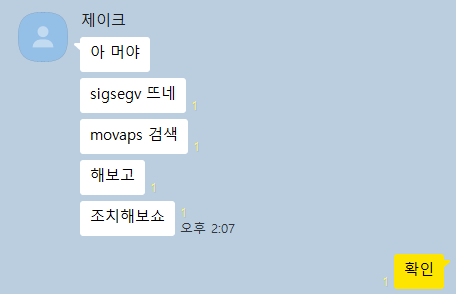 제이크
아 머야
sigsegv 뜨네
1
movaps 검색
1
해보고
1
조치해보쇼
1
오후 2:07
확인
1